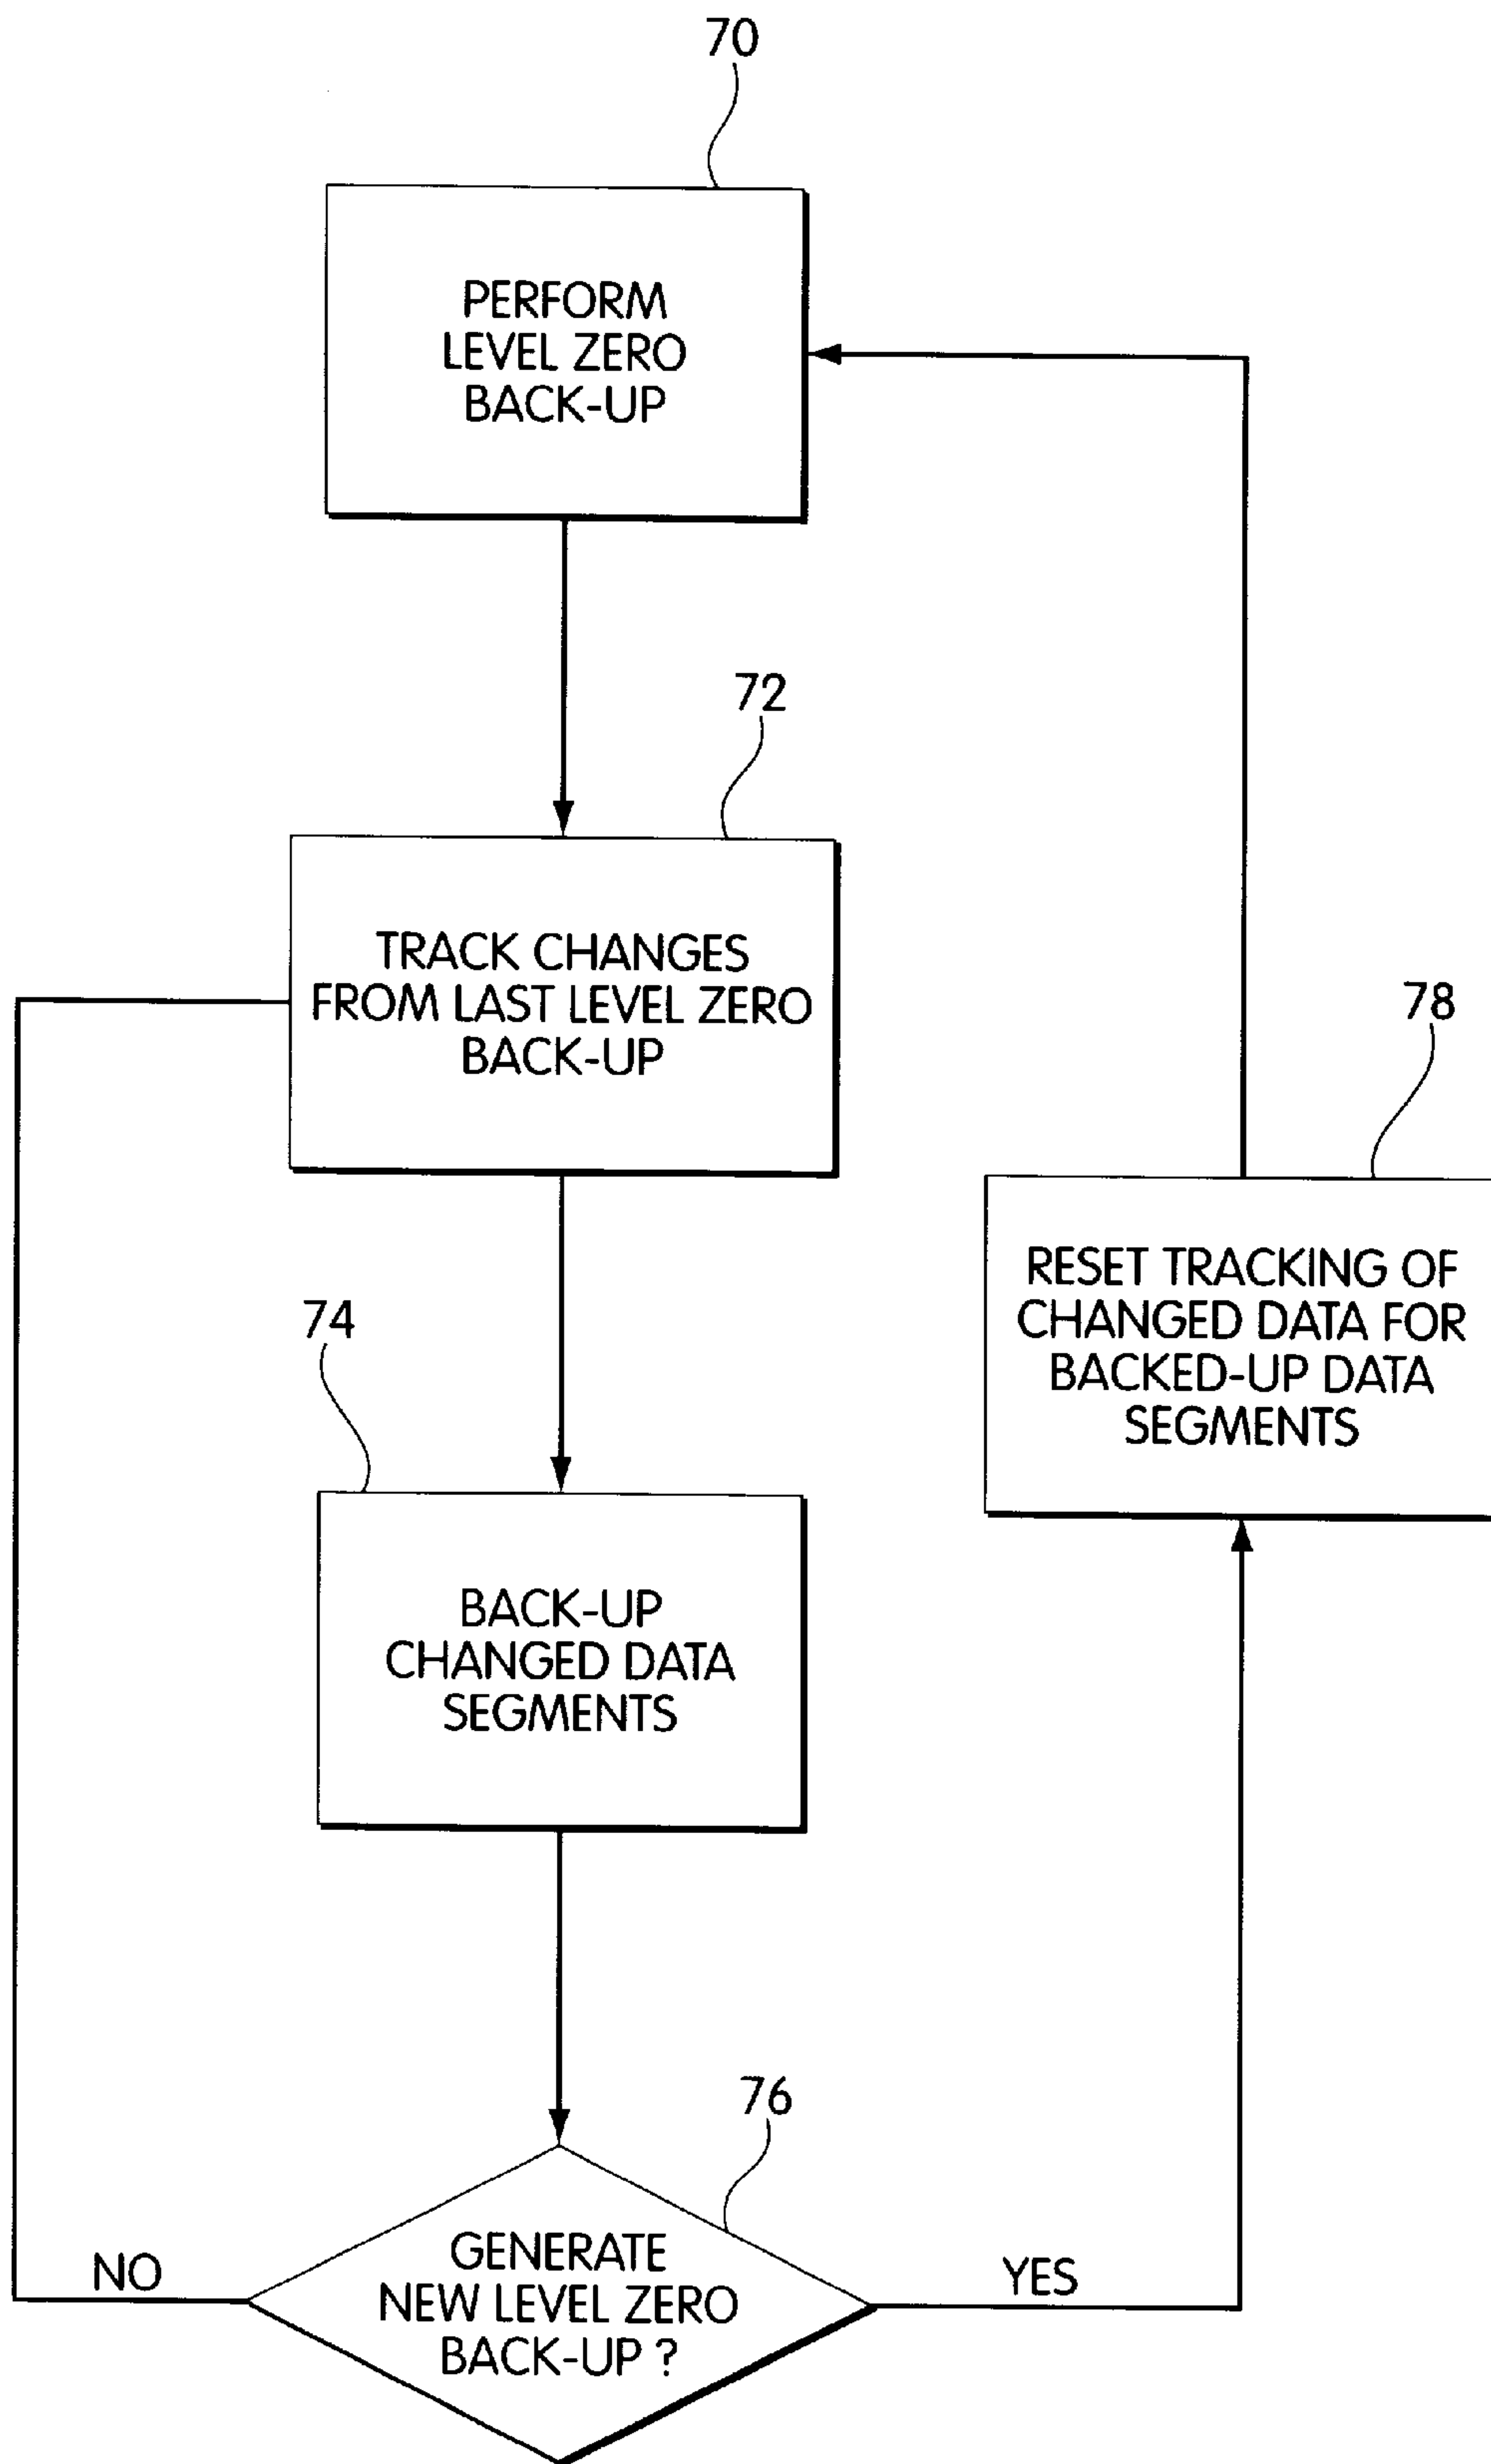 70
PERFORM
LEVEL ZERO
BACK-UP
72
TRACK CHANGES
FROM LAST LEVEL ZERO
BACK-UP
78
RESET TRACKING OF
CHANGED DATA FOR
BACKED-UP DATA
SEGMENTS
74
BACK-UP
CHANGED DATA
SEGMENTS
76
GENERATE
NEW LEVEL ZERO
BACK-UP ?
NO
YES